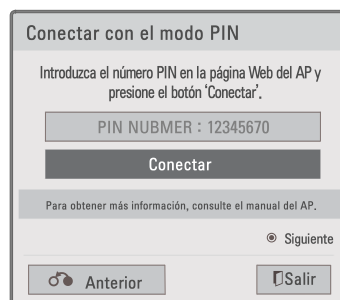 Conectar con el modo PIN
Introduzca el número PIN en la página Web del AP y
presione el botón ‘Conectar’.
PIN NUBMER : 12345670
Conectar
Para obtener más información, consulte el manual del AP.
Siguiente
Anterior
Salir